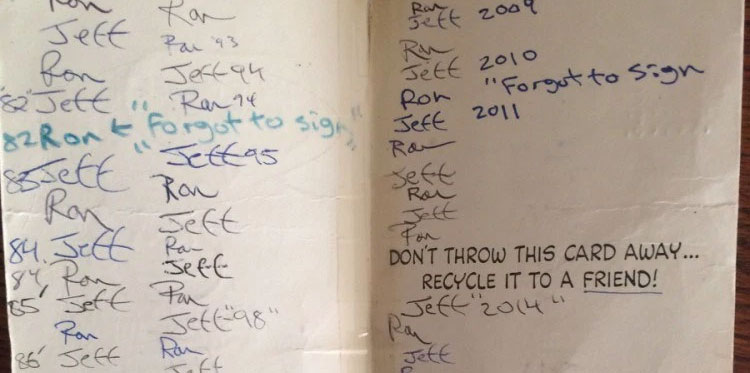 Ron
Jeff
Ron
'82' Jeff
82 Ron ← "Forgot to sign"
83 Jeff
Ron
84. Jeff
84, Ron
85' Jeff
Ron
86' Jeff
Ron
Ron '93
Jeff 94
Ron 94
Jeff 95
Ron
Jeff
Ron
Jeff
Ron
Jeff "98"
Ron
Jeff
Ron
Jeff 2009
Ron
Jeff 2010
Ron "Forgot to sign
Jeff 2011
Ron
Jeff
Ron
Jeff
Ron
DON'T THROW THIS CARD AWAY...
RECYCLE IT TO A FRIEND!
Jeff "2014"
Ron
Jeff